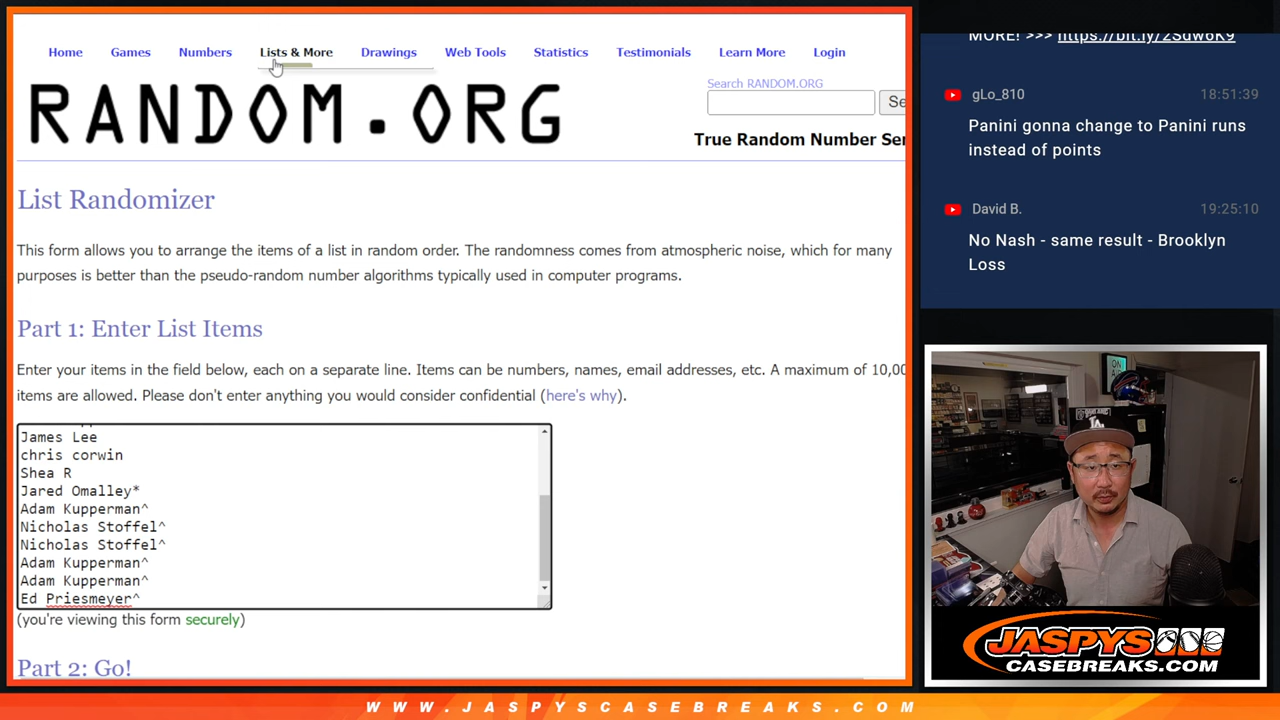 Home Games Numbers Lists & More Drawings Web Tools Statistics Testimonials Learn More Login
RANDOM.ORG
Search RANDOM.ORG
Se
True Random Number Ser
List Randomizer
This form allows you to arrange the items of a list in random order. The randomness comes from atmospheric noise, which for many
purposes is better than the pseudo-random number algorithms typically used in computer programs.
Part 1: Enter List Items
Enter your items in the field below, each on a separate line. Items can be numbers, names, email addresses, etc. A maximum of 10,00
items are allowed. Please don't enter anything you would consider confidential (here's why).
James Lee
chris corwin
Shea R
Jared Omalley*
Adam Kupperman^
Nicholas Stoffel^
Nicholas Stoffel^
Adam Kupperman^
Adam Kupperman^
Ed Priesmeyer^
(you're viewing this form securely)
Part 2: Go!
MORE! >>> https://bit.ly/2Sdw6K9
gLo_810 18:51:39
Panini gonna change to Panini runs
instead of points
David B. 19:25:10
No Nash - same result - Brooklyn
Loss
JASPYS
CASEBREAKS.COM
WWW.JASPYSCASEBREAKS.COM